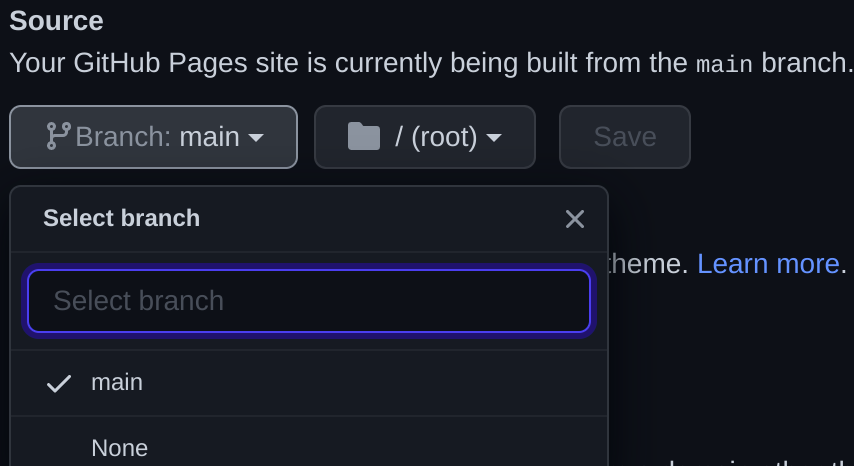 Source
Your GitHub Pages site is currently being built from the main branch.
Branch: main / (root) Save
Select branch
theme. Learn more.
Select branch
main
None